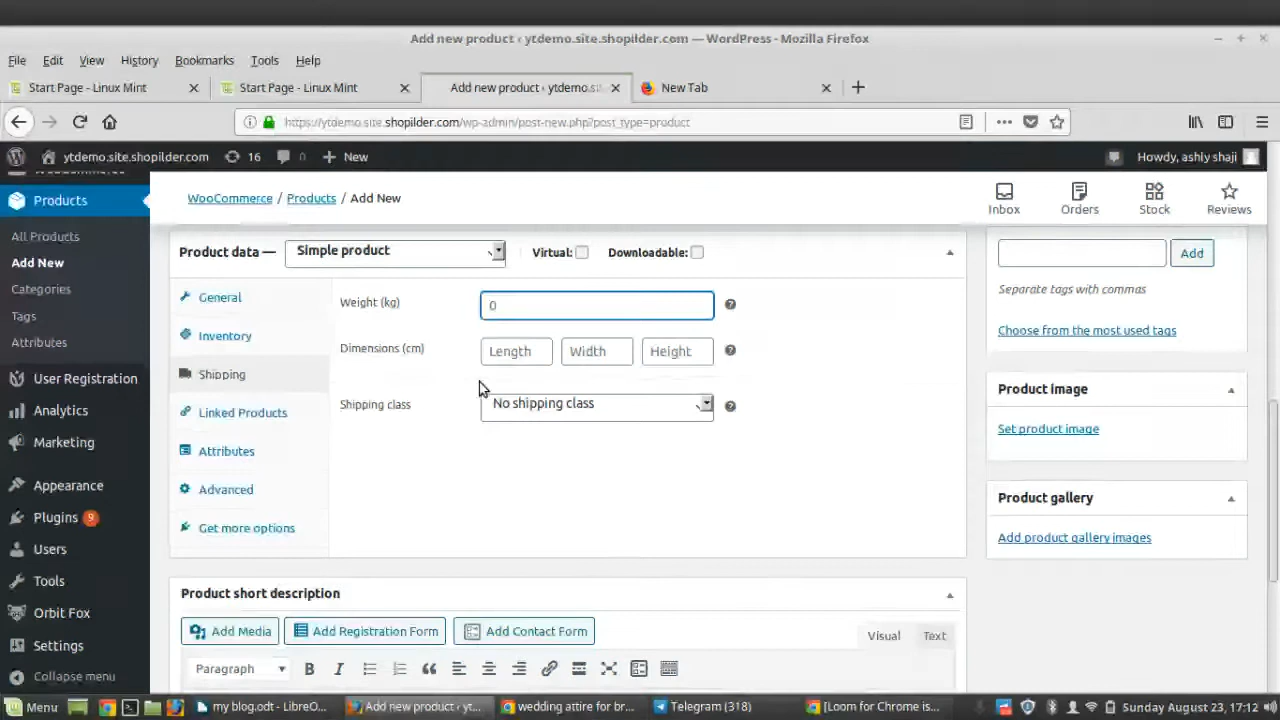 Add new product ‹ ytdemo.site.shopilder.com — WordPress - Mozilla Firefox
File Edit View History Bookmarks Tools Help
Start Page - Linux Mint
Start Page - Linux Mint
Add new product ‹ ytdemo.sit
New Tab
https://ytdemo.site.shopilder.com/wp-admin/post-new.php?post_type=product
ytdemo.site.shopilder.com 16 0 New Howdy, ashly shaji
WooCommerce / Products / Add New
Inbox Orders Stock Reviews
Products
All Products
Add New
Categories
Tags
Attributes
User Registration
Analytics
Marketing
Appearance
Plugins 9
Users
Tools
Orbit Fox
Settings
Collapse menu
Product data — Simple product Virtual: Downloadable:
General
Inventory
Shipping
Linked Products
Attributes
Advanced
Get more options
Weight (kg) 0
Dimensions (cm) Length Width Height
Shipping class No shipping class
Product short description
Add Media Add Registration Form Add Contact Form
Visual Text
Paragraph
Add
Separate tags with commas
Choose from the most used tags
Product image
Set product image
Product gallery
Add product gallery images
Menu my blog.odt - LibreO... Add new product ‹ yt... wedding attire for br... Telegram (318) [Loom for Chrome is... Sunday August 23, 17:12